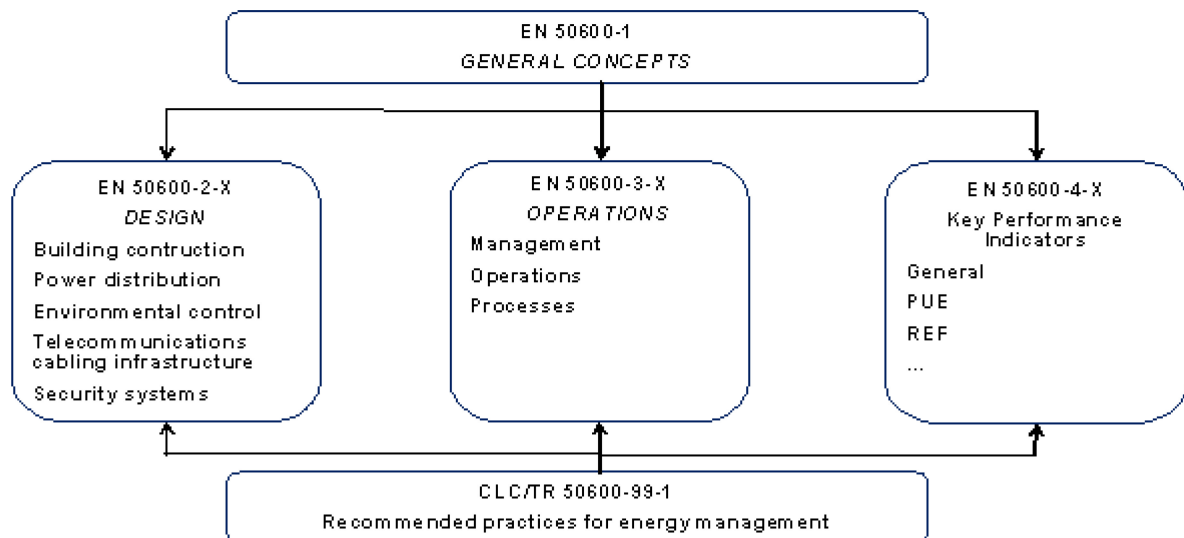 EN 50600-1
GENERAL CONCEPTS
EN 50600-2-X
DESIGN
Building contruction
Power distribution
Environmental control
Telecommunications
cabling infrastructure
Security systems
EN 50600-3-X
OPERATIONS
Management
Operations
Processes
EN 50600-4-X
Key Performance
Indicators
General
PUE
REF
...
CLC/TR 50600-99-1
Recommended practices for energy management